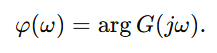 φ(ω) = arg G(jω).